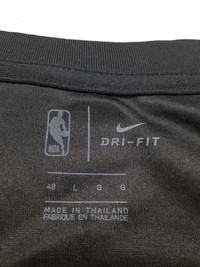 NBA
DRI-FIT
48 L G G
MADE IN THAILAND
FABRIQUÉ EN THAÏLANDE